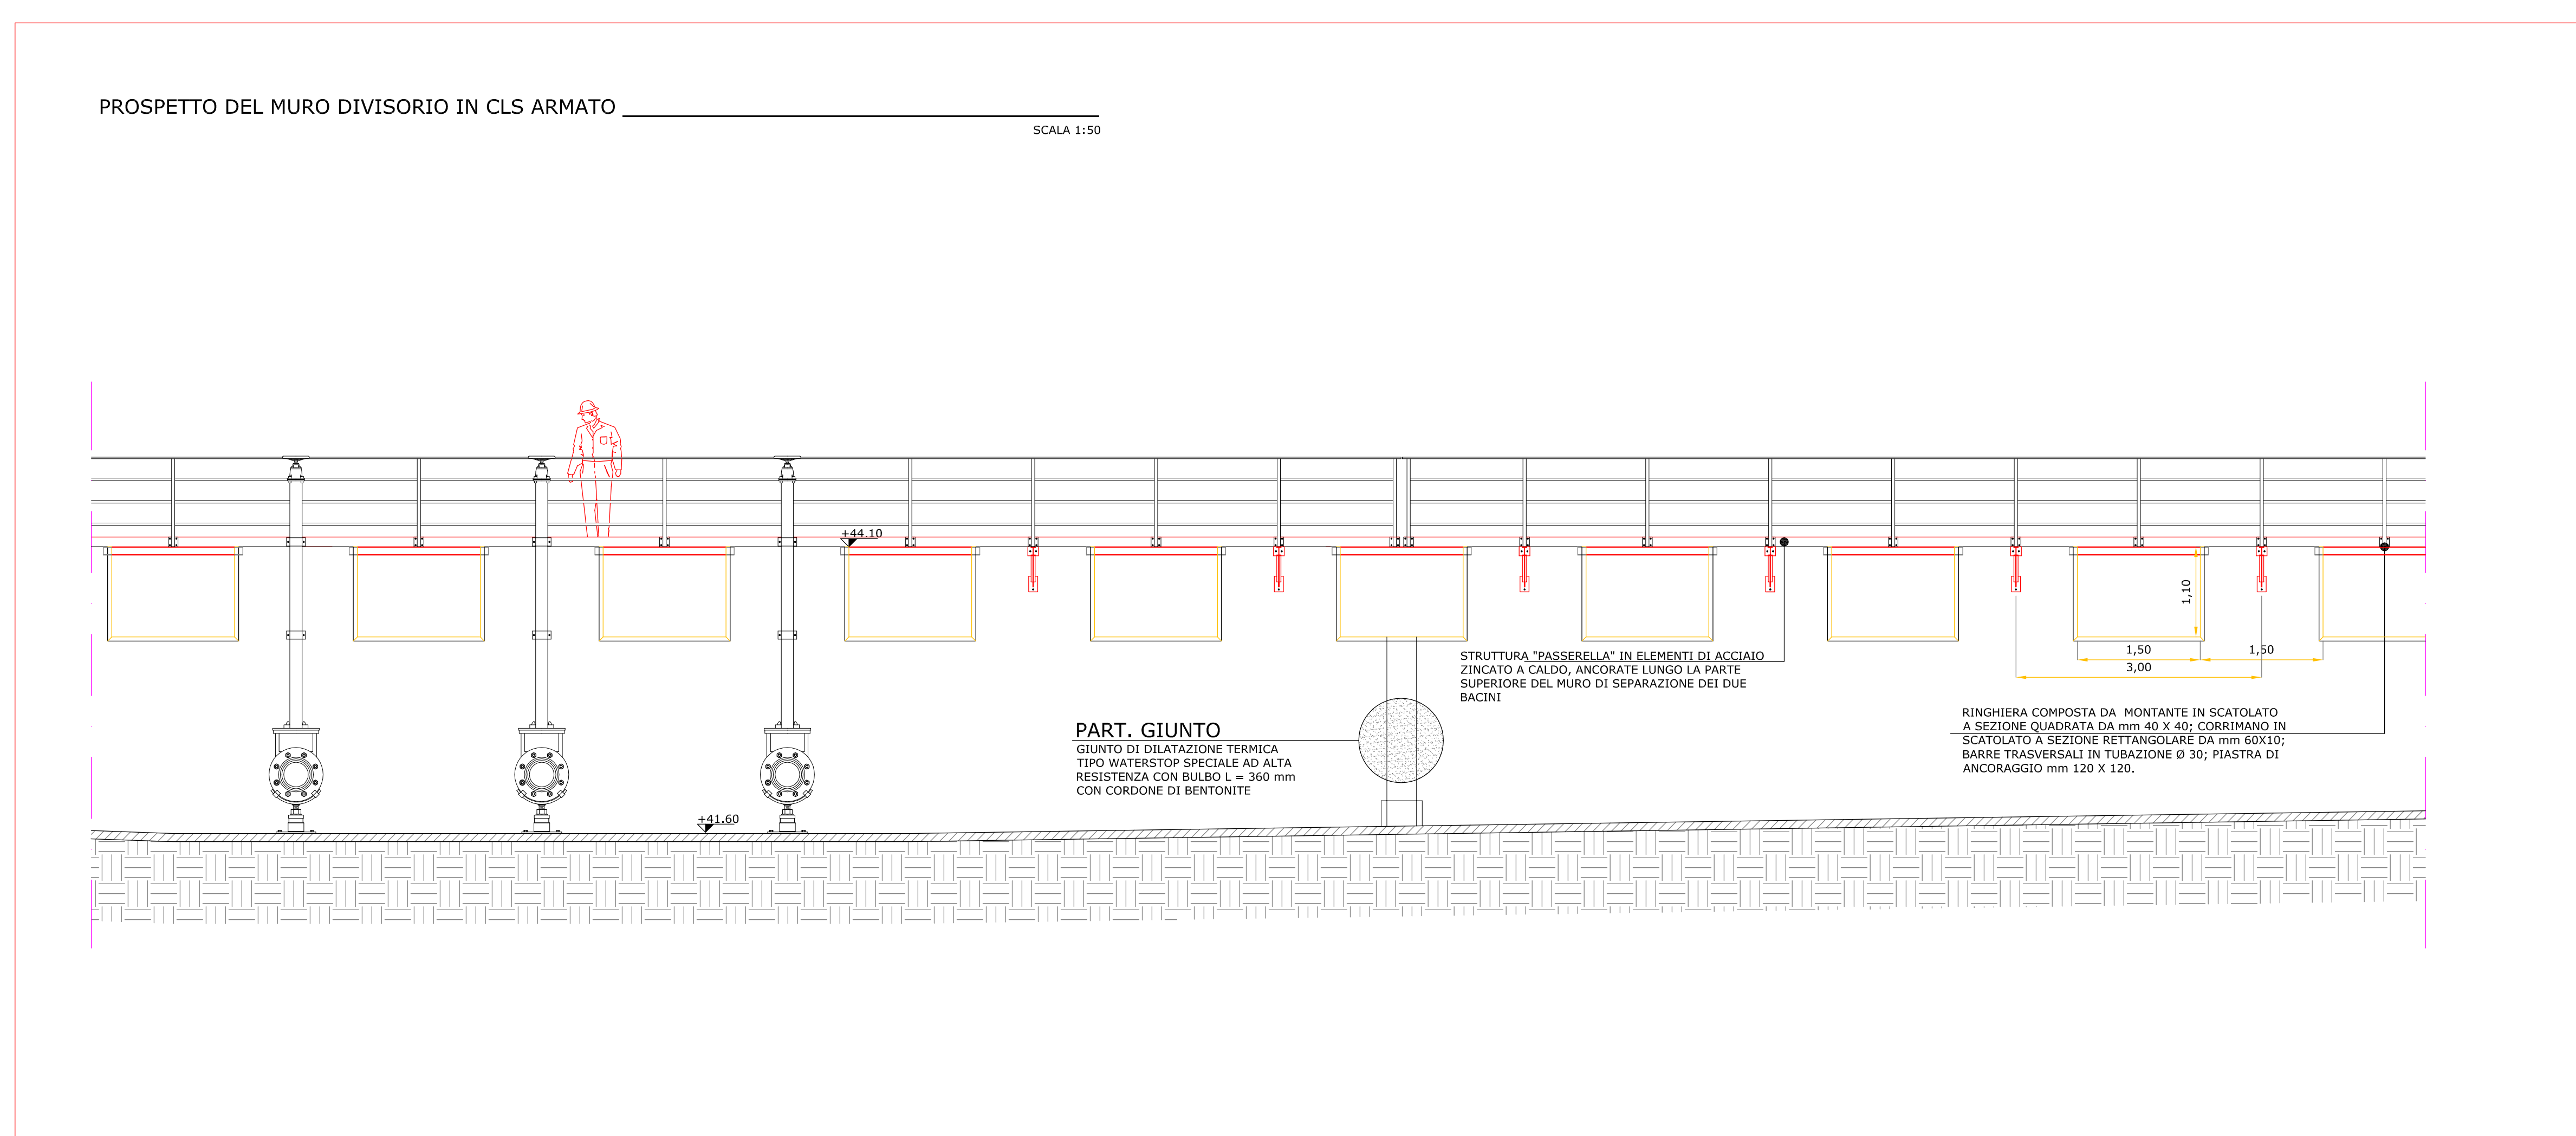 PROSPETTO DEL MURO DIVISORIO IN CLS ARMATO
SCALA 1:50
+44.10
1,10
1,50
1,50
3,00
STRUTTURA "PASSERELLA" IN ELEMENTI DI ACCIAIO
ZINCATO A CALDO, ANCORATE LUNGO LA PARTE
SUPERIORE DEL MURO DI SEPARAZIONE DEI DUE
BACINI
PART. GIUNTO
GIUNTO DI DILATAZIONE TERMICA
TIPO WATERSTOP SPECIALE AD ALTA
RESISTENZA CON BULBO L = 360 mm
CON CORDONE DI BENTONITE
RINGHIERA COMPOSTA DA MONTANTE IN SCATOLATO
A SEZIONE QUADRATA DA mm 40 X 40; CORRIMANO IN
SCATOLATO A SEZIONE RETTANGOLARE DA mm 60X10;
BARRE TRASVERSALI IN TUBAZIONE Ø 30; PIASTRA DI
ANCORAGGIO mm 120 X 120.
+41.60